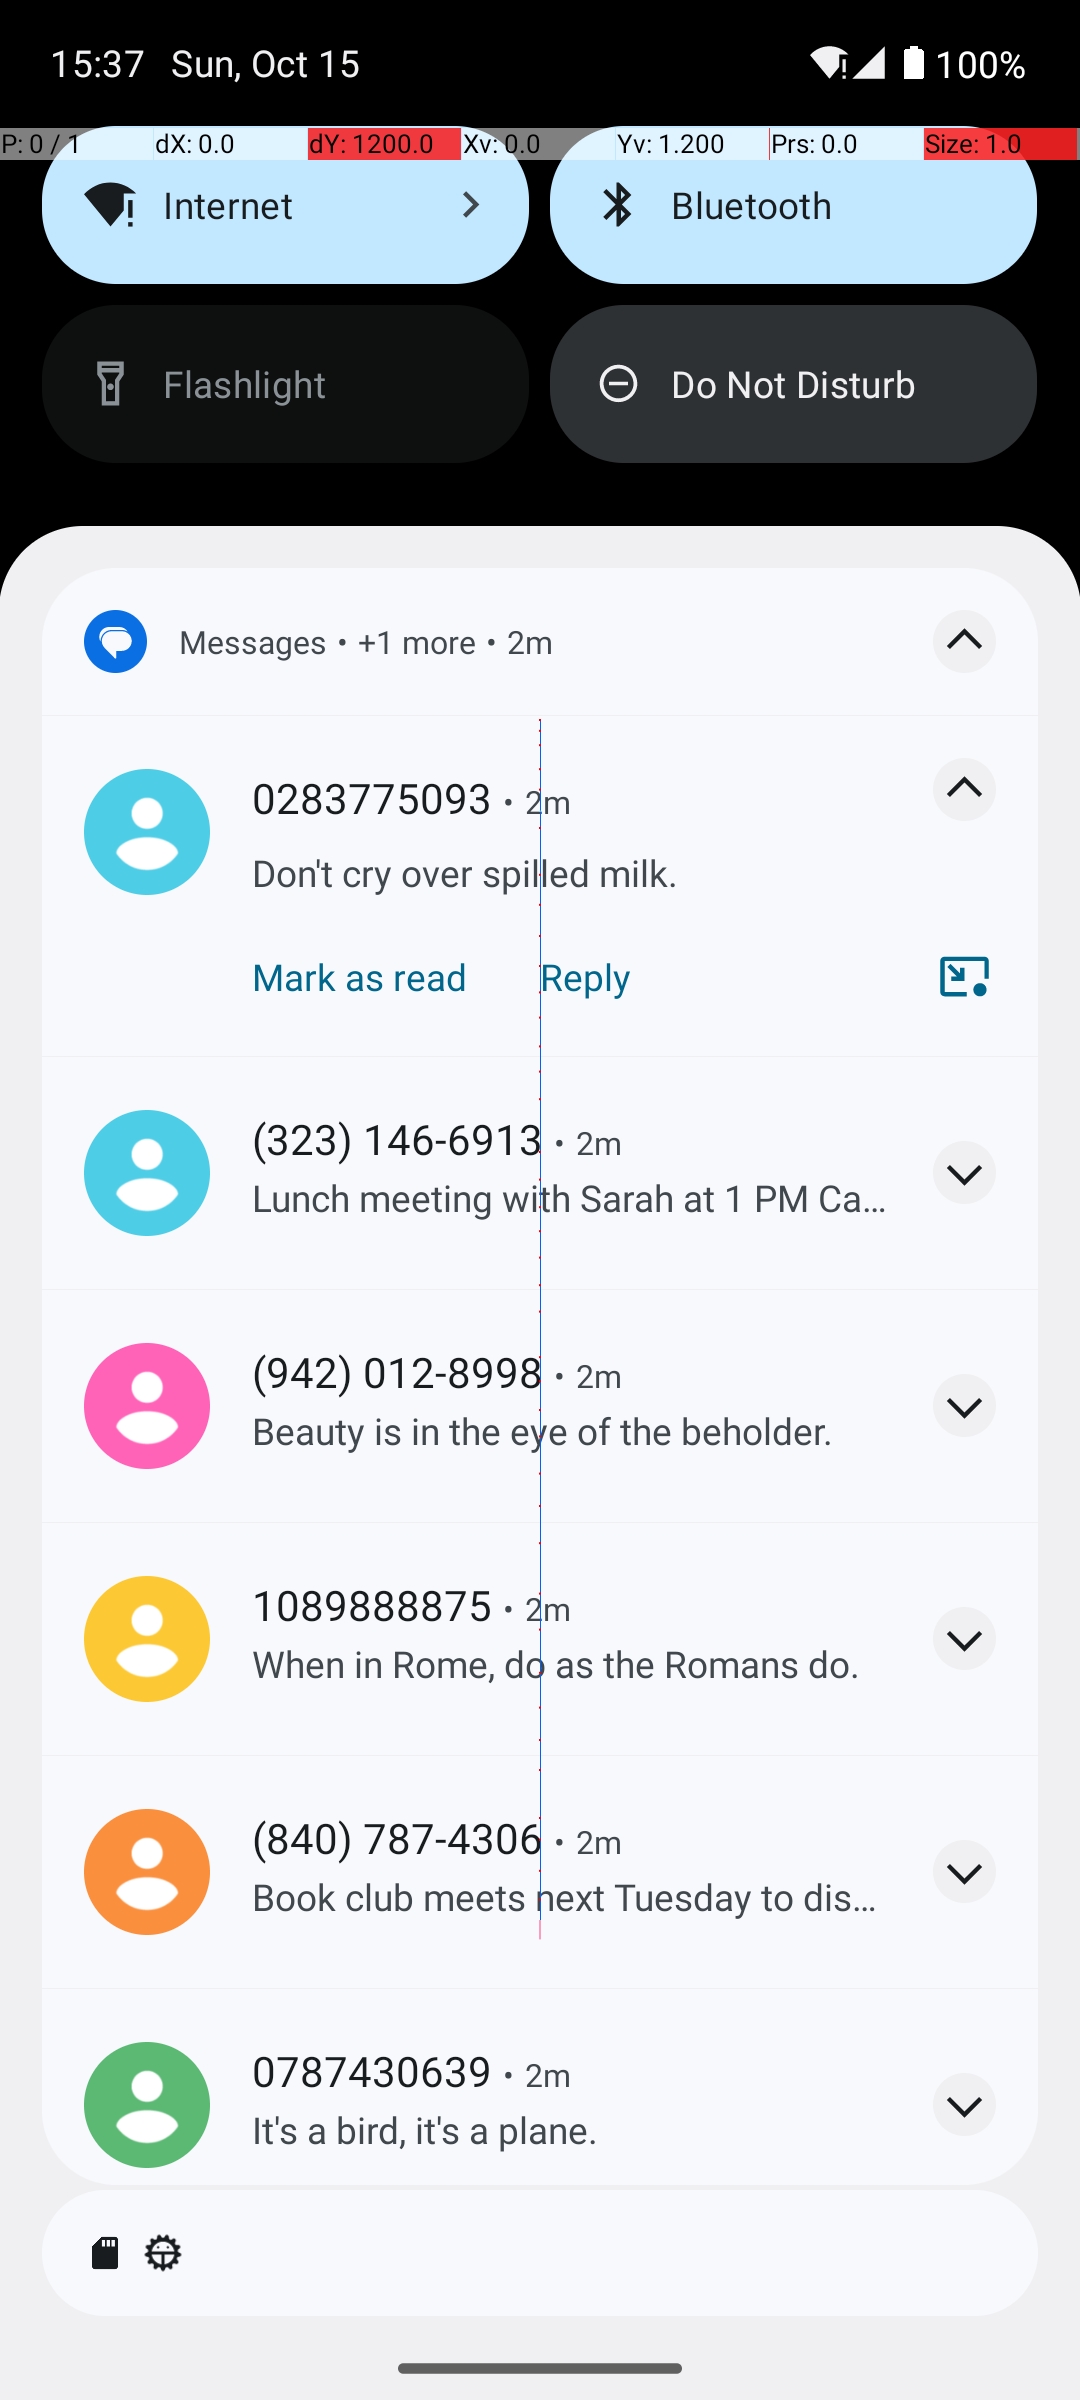 15:37 Sun, Oct 15 100%
P: 0 / 1 dX: 0.0 dY: 1200.0 Xv: 0.0 Yv: 1.200 Prs: 0.0 Size: 1.0
Internet Bluetooth
Flashlight Do Not Disturb
Messages • +1 more • 2m
0283775093 • 2m
Don't cry over spilled milk.
Mark as read Reply
(323) 146-6913 • 2m
Lunch meeting with Sarah at 1 PM Ca...
(942) 012-8998 • 2m
Beauty is in the eye of the beholder.
1089888875 • 2m
When in Rome, do as the Romans do.
(840) 787-4306 • 2m
Book club meets next Tuesday to dis...
0787430639 • 2m
It's a bird, it's a plane.